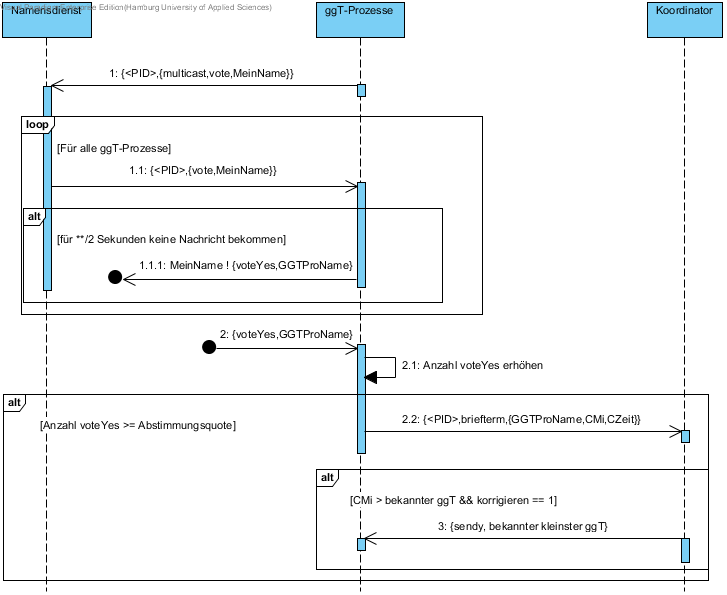 Edition(Hamburg University of Applied Sciences)
Namensdienst
ggT-Prozesse
Koordinator
1: {<PID>,{multicast,vote,MeinName}}
loop
[Für alle ggT-Prozesse]
1.1: {<PID>,{vote,MeinName}}
alt
[für **/2 Sekunden keine Nachricht bekommen]
1.1.1: MeinName ! {voteYes,GGTProName}
2: {voteYes,GGTProName}
2.1: Anzahl voteYes erhöhen
alt
[Anzahl voteYes >= Abstimmungsquote]
2.2: {<PID>,briefterm,{GGTProName,CMi,CZeit}}
alt
[CMi > bekannter ggT && korrigieren == 1]
3: {sendy, bekannter kleinster ggT}